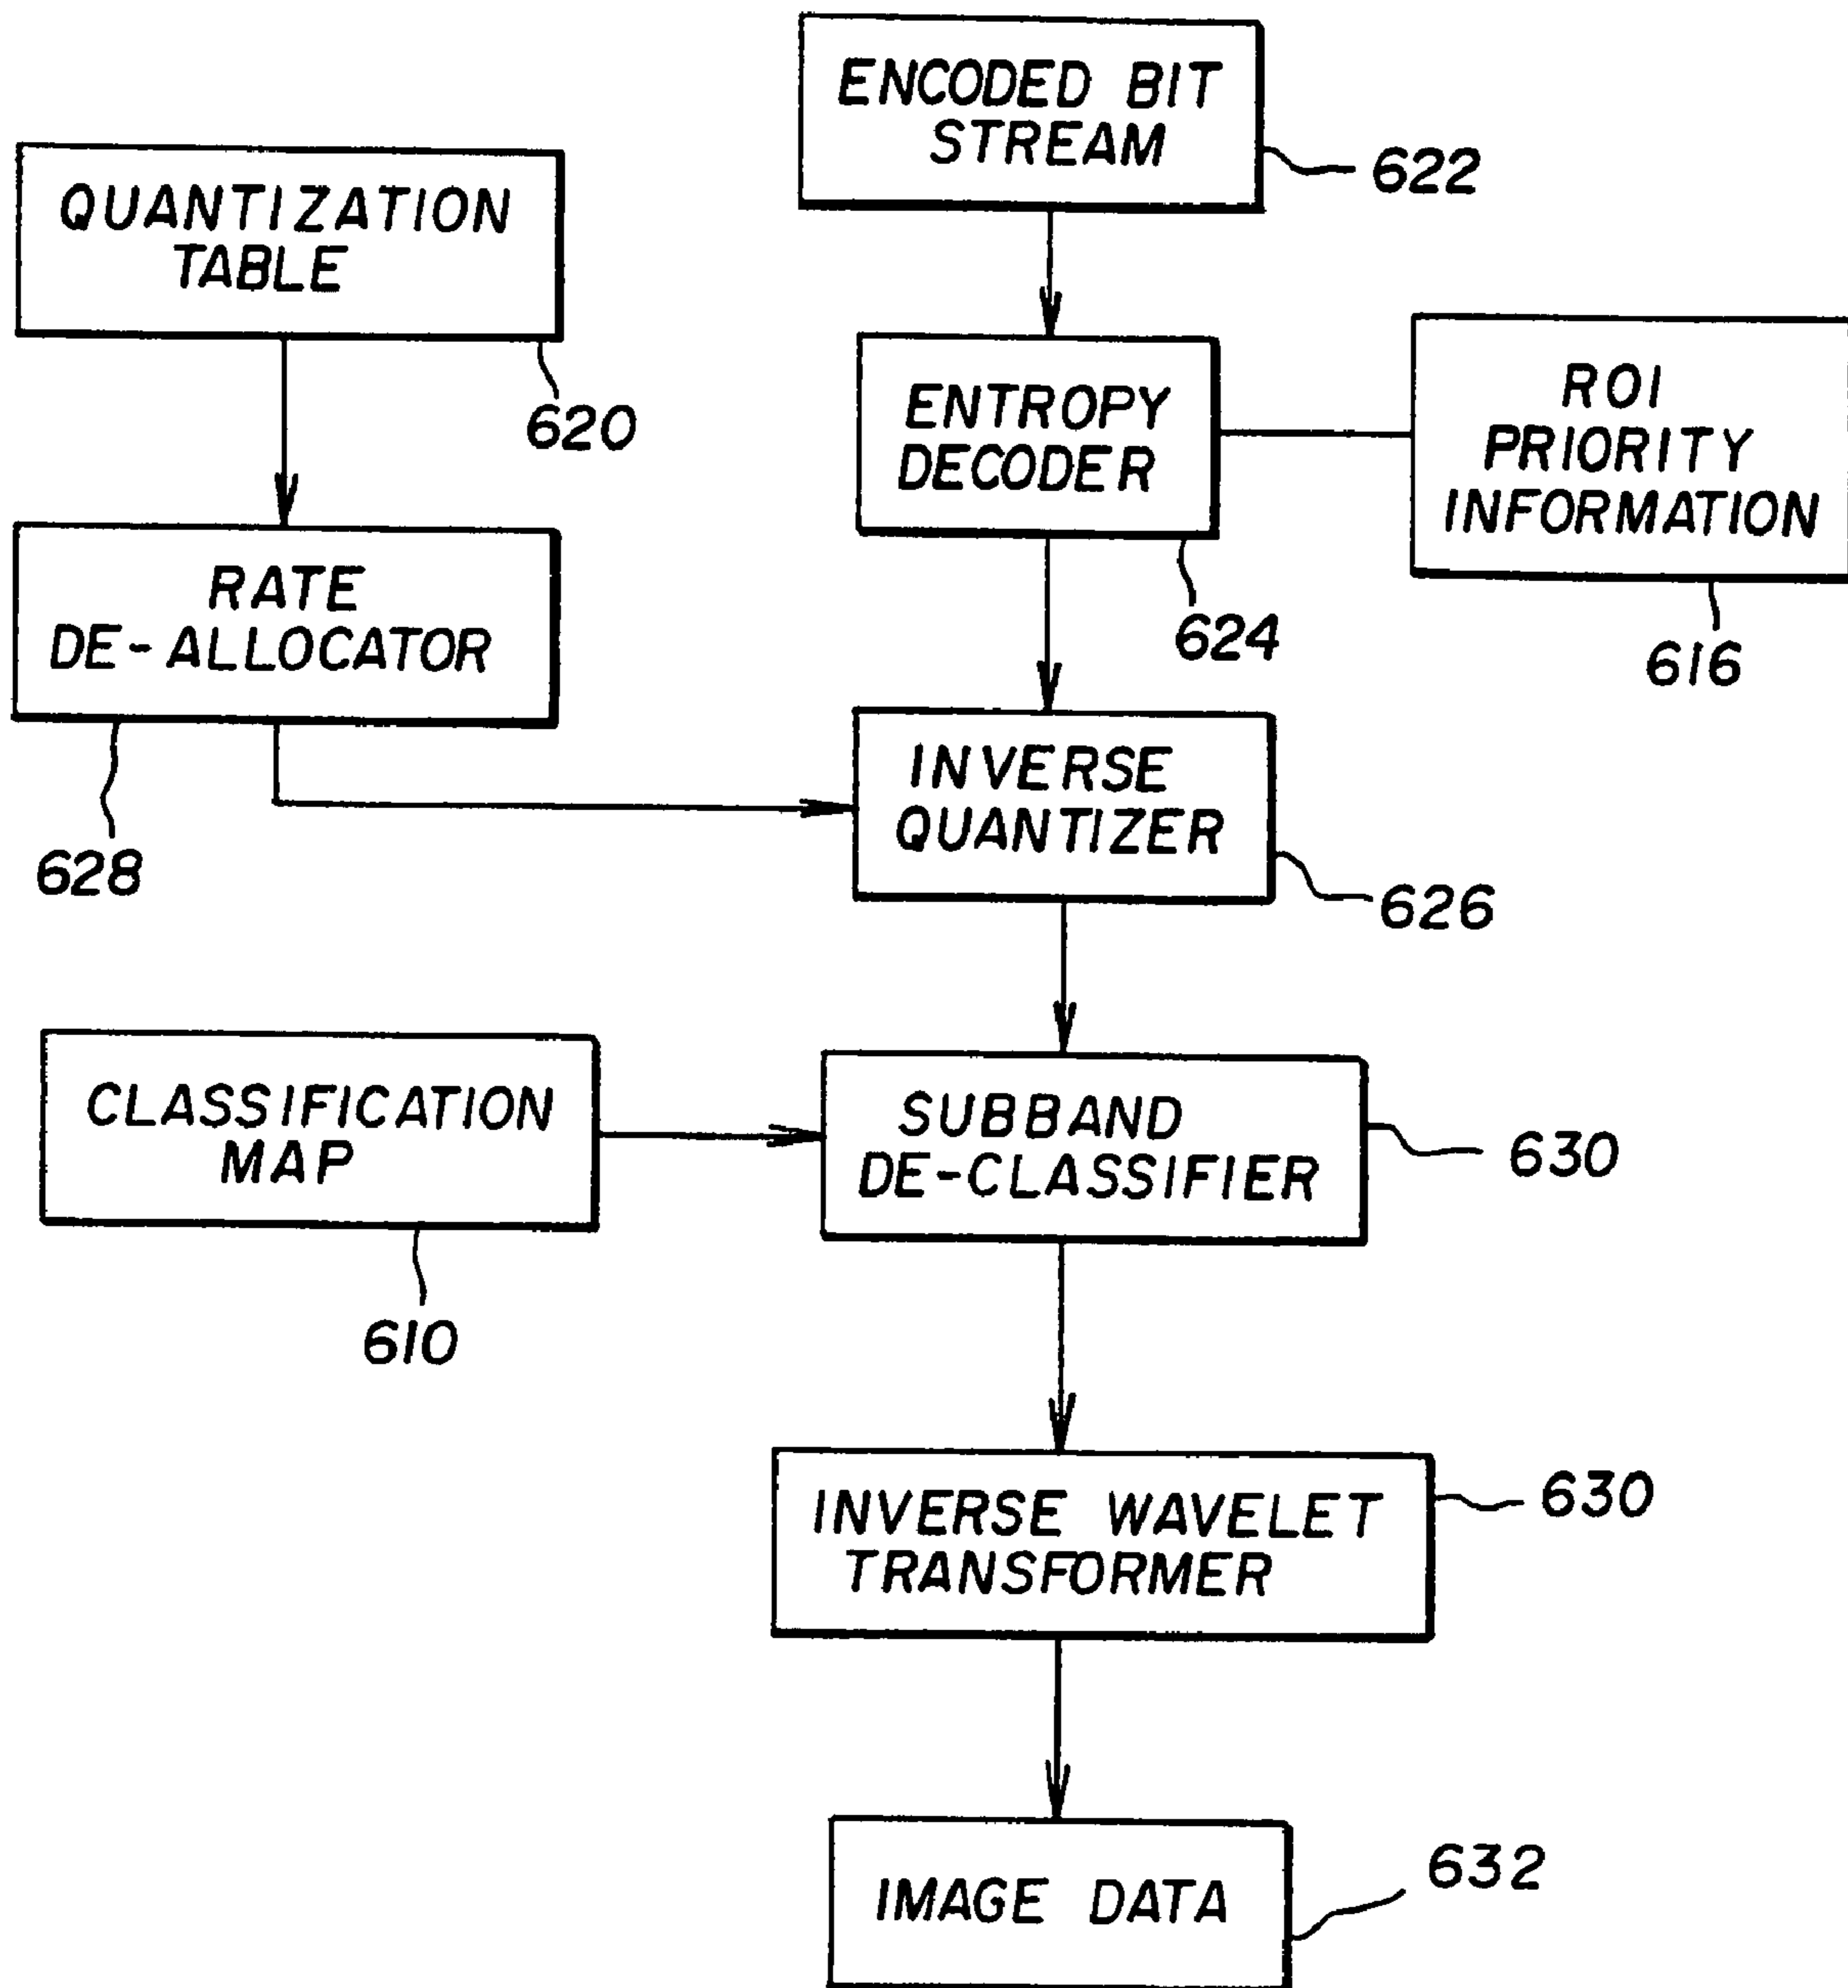 ENCODED BIT
STREAM
622
QUANTIZATION
TABLE
620
ENTROPY
DECODER
624
ROI
PRIORITY
INFORMATION
616
RATE
DE-ALLOCATOR
628
INVERSE
QUANTIZER
626
CLASSIFICATION
MAP
610
SUBBAND
DE-CLASSIFIER
630
INVERSE WAVELET
TRANSFORMER
630
IMAGE DATA
632